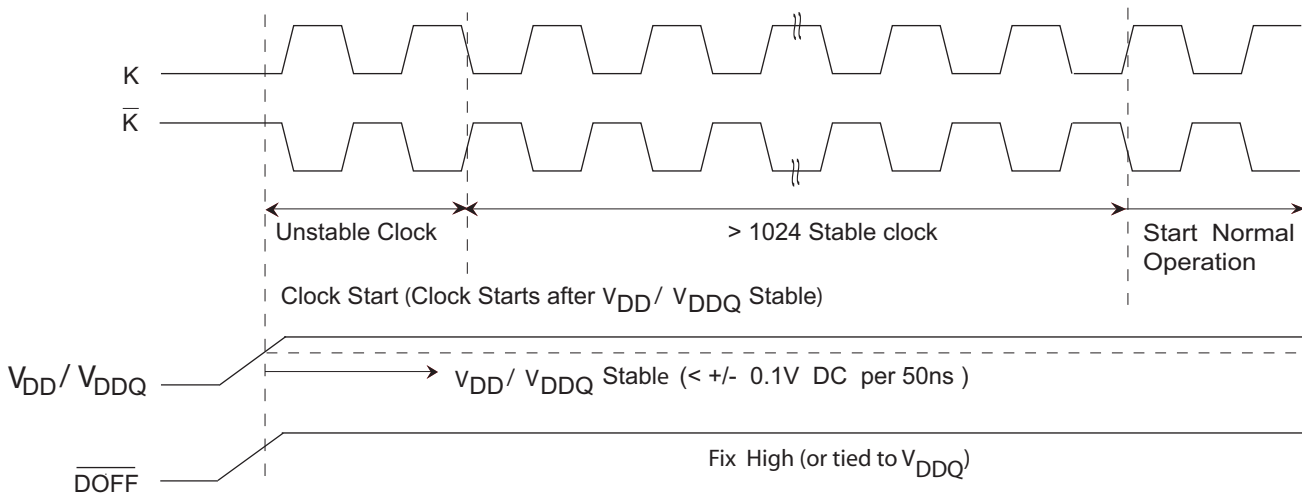 K
K̅
Unstable Clock
> 1024 Stable clock
Start Normal
Operation
Clock Start (Clock Starts after VDD / VDDQ Stable)
VDD / VDDQ
VDD / VDDQ Stable (< +/- 0.1V DC per 50ns )
Fix High (or tied to VDDQ)
D̅O̅F̅F̅